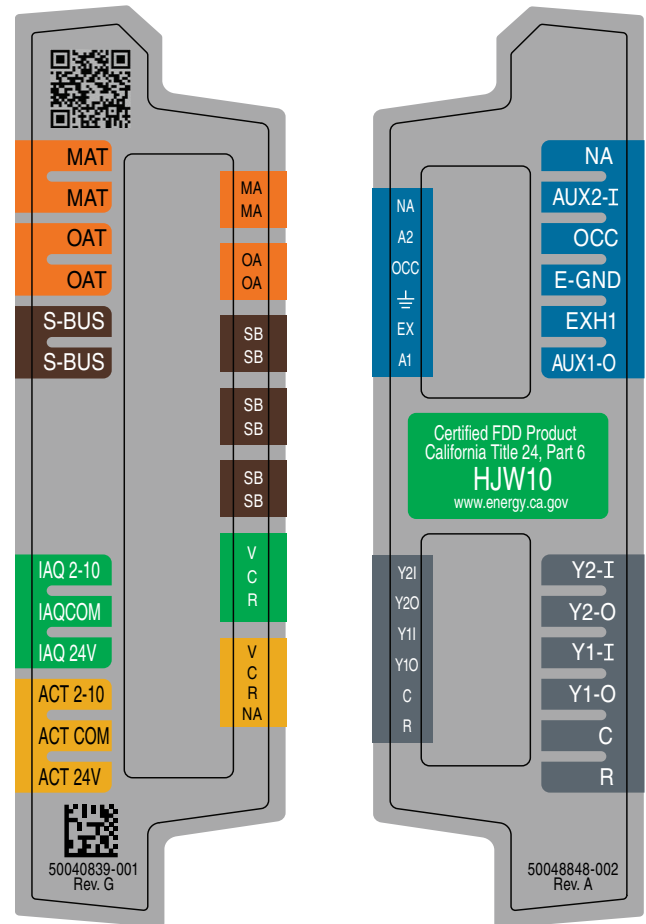 MAT
MAT
OAT
OAT
S-BUS
S-BUS
IAQ 2-10
IAQCOM
IAQ 24V
ACT 2-10
ACT COM
ACT 24V
MA
MA
OA
OA
SB
SB
SB
SB
SB
SB
V
C
R
V
C
R
NA
50040839-001
Rev. G
NA
A2
OCC
EX
A1
NA
AUX2-I
OCC
E-GND
EXH1
AUX1-O
Certified FDD Product
California Title 24, Part 6
HJW10
www.energy.ca.gov
Y2I
Y2O
Y1I
Y1O
C
R
Y2-I
Y2-O
Y1-I
Y1-O
C
R
50048848-002
Rev. A